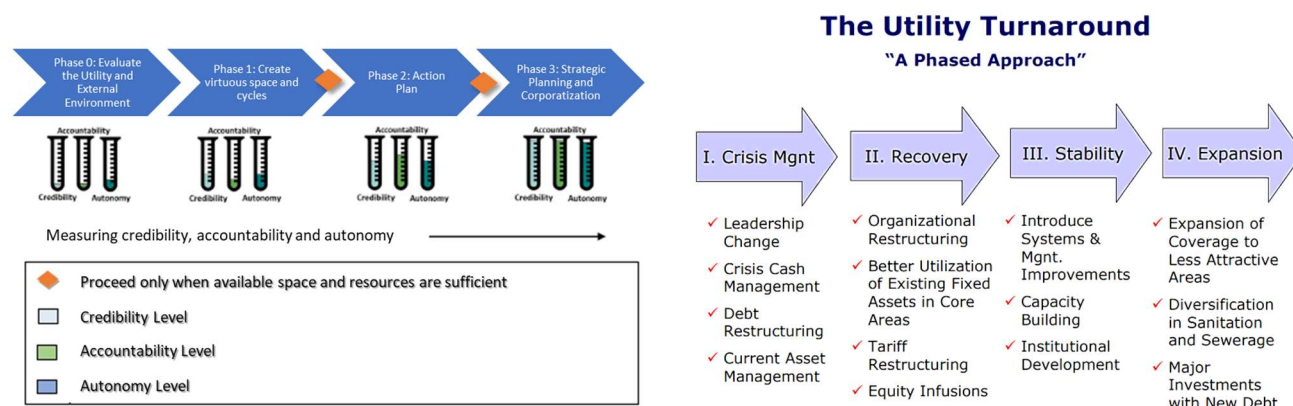 Phase 0: Evaluate
the Utility and
External
Environment
Phase 1: Create
virtuous space and
cycles
Phase 2: Action
Plan
Phase 3: Strategic
Planning and
Corporatization
Accountability
Credibility
Autonomy
Accountability
Credibility
Autonomy
Accountability
Credibility
Autonomy
Accountability
Credibility
Autonomy
Measuring credibility, accountability and autonomy
Proceed only when available space and resources are sufficient
Credibility Level
Accountability Level
Autonomy Level
The Utility Turnaround
"A Phased Approach"
I. Crisis Mgnt
Leadership
Change
Crisis Cash
Management
Debt
Restructuring
Current Asset
Management
II. Recovery
Organizational
Restructuring
Better Utilization
of Existing Fixed
Assets in Core
Areas
Tariff
Restructuring
Equity Infusions
III. Stability
Introduce
Systems &
Mgnt.
Improvements
Capacity
Building
Institutional
Development
IV. Expansion
Expansion of
Coverage to
Less Attractive
Areas
Diversification
in Sanitation
and Sewerage
Major
Investments
with New Debt